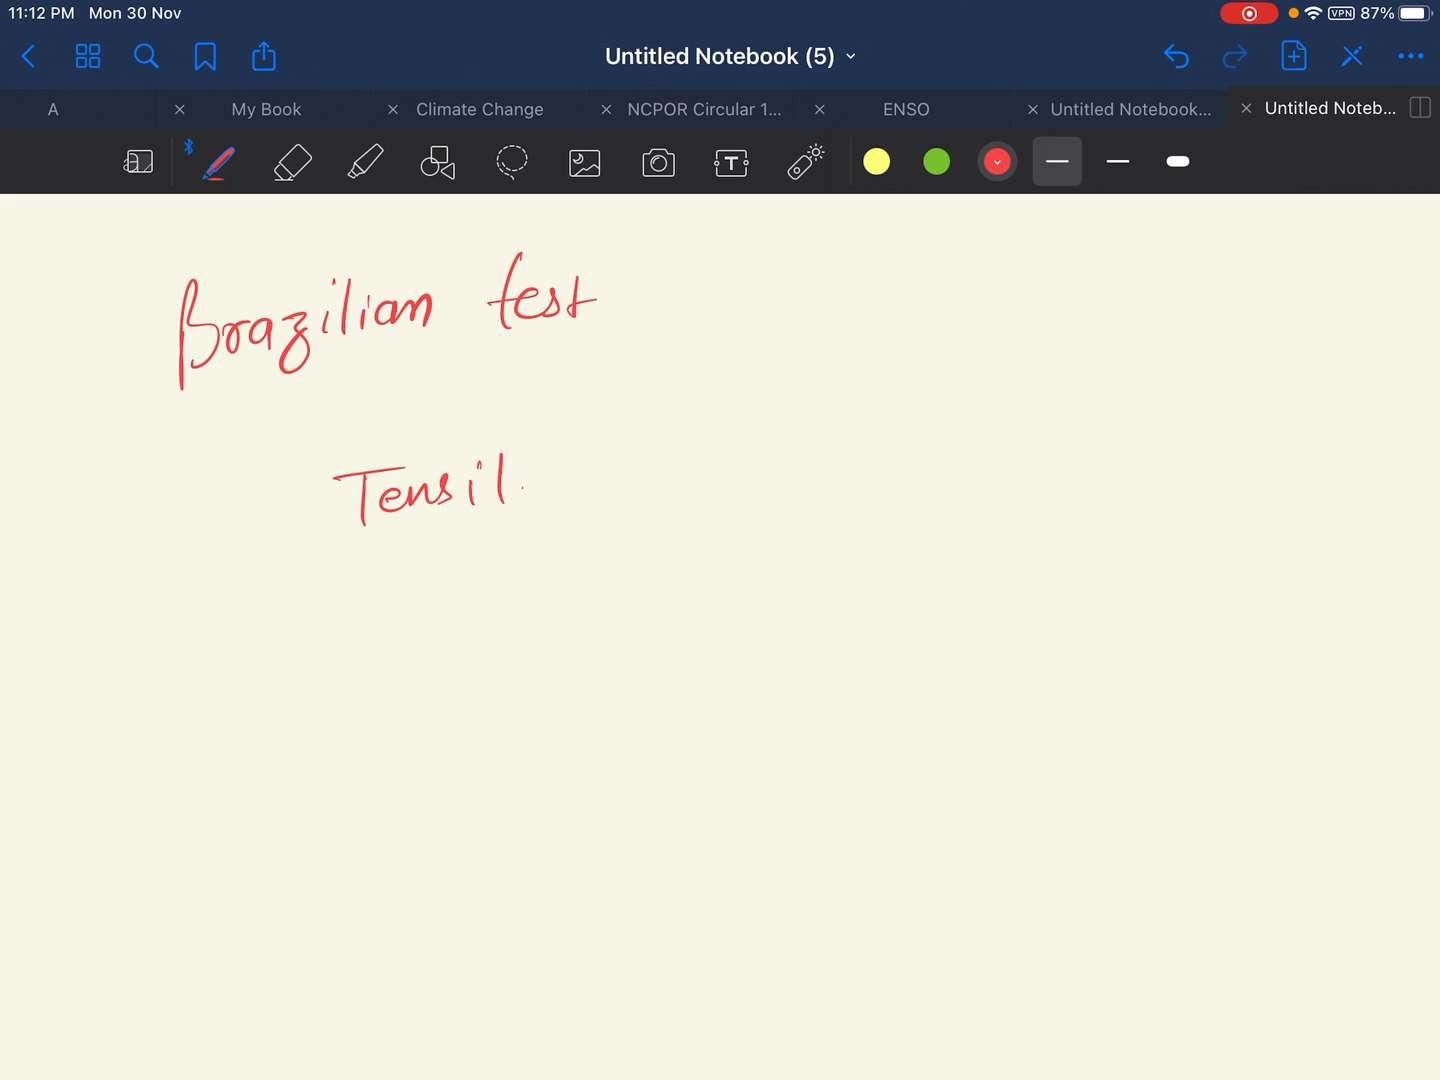 11:12 PM Mon 30 Nov
VPN 87%
Untitled Notebook (5)
A
My Book
Climate Change
NCPOR Circular 1...
ENSO
Untitled Notebook...
Untitled Noteb...
a
T
Brazilian test
Tensil